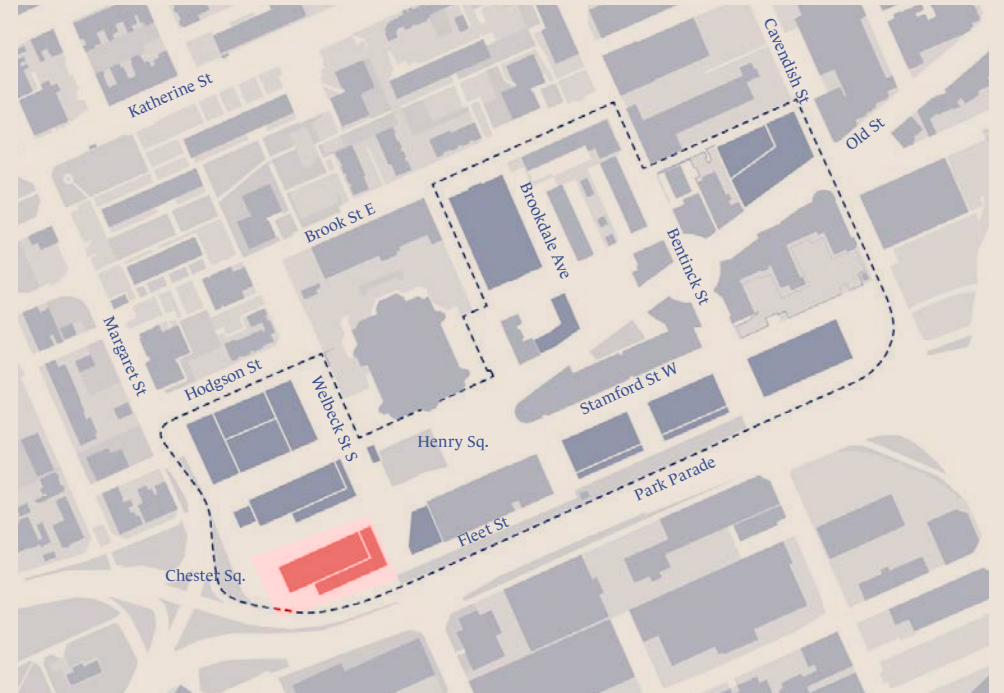 Cavendish St
Katherine St
Old St
Brook St E
Brookdale Ave
Bentinck St
Margaret St
Hodgson St
Welbeck St S
Stamford St W
Henry Sq.
Park Parade
Fleet St
Chester Sq.